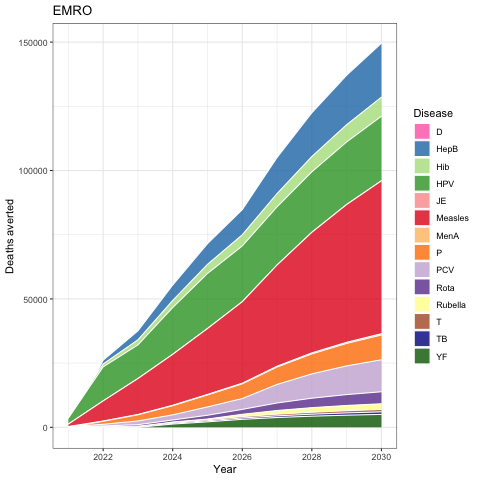 EMRO
150000
100000
50000
0
Deaths averted
2022
2024
2026
2028
2030
Year
Disease
D
HepB
Hib
HPV
JE
Measles
MenA
P
PCV
Rota
Rubella
T
TB
YF